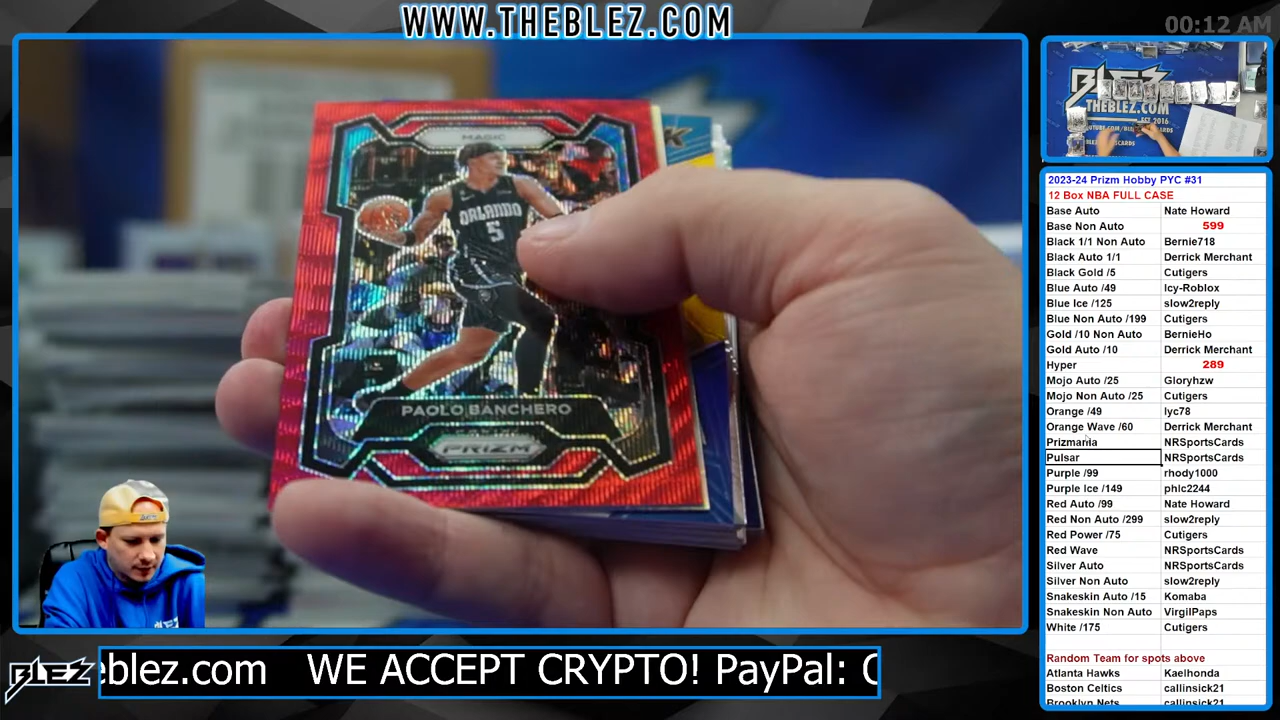 WWW.THEBLEZ.COM
00:12 AM
MAGIC
ORLANDO
5
PAOLO BANCHERO
PRIZM
BLEZ
THEBLEZ.COM
EST 2016
2023-24 Prizm Hobby PYC #31
12 Box NBA FULL CASE
Base Auto Nate Howard
Base Non Auto 599
Black 1/1 Non Auto Bernie718
Black Auto 1/1 Derrick Merchant
Black Gold /5 Cutigers
Blue Auto /49 Icy-Roblox
Blue Ice /125 slow2reply
Blue Non Auto /199 Cutigers
Gold /10 Non Auto BernieHo
Gold Auto /10 Derrick Merchant
Hyper 289
Mojo Auto /25 Gloryhzw
Mojo Non Auto /25 Cutigers
Orange /49 lyc78
Orange Wave /60 Derrick Merchant
Prizmania NRSportsCards
Pulsar NRSportsCards
Purple /99 rhody1000
Purple Ice /149 phlc2244
Red Auto /99 Nate Howard
Red Non Auto /299 slow2reply
Red Power /75 Cutigers
Red Wave NRSportsCards
Silver Auto NRSportsCards
Silver Non Auto slow2reply
Snakeskin Auto /15 Komaba
Snakeskin Non Auto VirgilPaps
White /175 Cutigers
Random Team for spots above
Atlanta Hawks Kaelhonda
Boston Celtics callinsick21
Brooklyn Nets callinsick21
BLEZ
eblez.com WE ACCEPT CRYPTO! PayPal: C